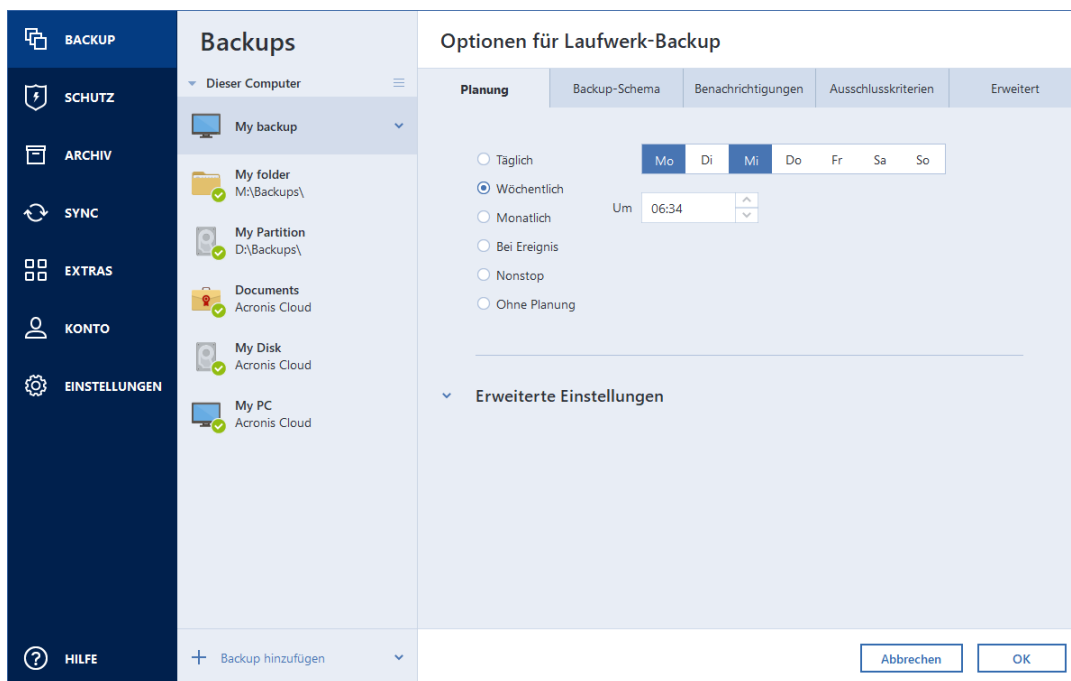 BACKUP
SCHUTZ
ARCHIV
SYNC
EXTRAS
KONTO
EINSTELLUNGEN
HILFE
Backups
Dieser Computer
My backup
My folder
M:\Backups\
My Partition
D:\Backups\
Documents
Acronis Cloud
My Disk
Acronis Cloud
My PC
Acronis Cloud
Backup hinzufügen
Optionen für Laufwerk-Backup
Planung Backup-Schema Benachrichtigungen Ausschlusskriterien Erweitert
Täglich
Wöchentlich
Monatlich
Bei Ereignis
Nonstop
Ohne Planung
Mo Di Mi Do Fr Sa So
Um 06:34
Erweiterte Einstellungen
Abbrechen OK